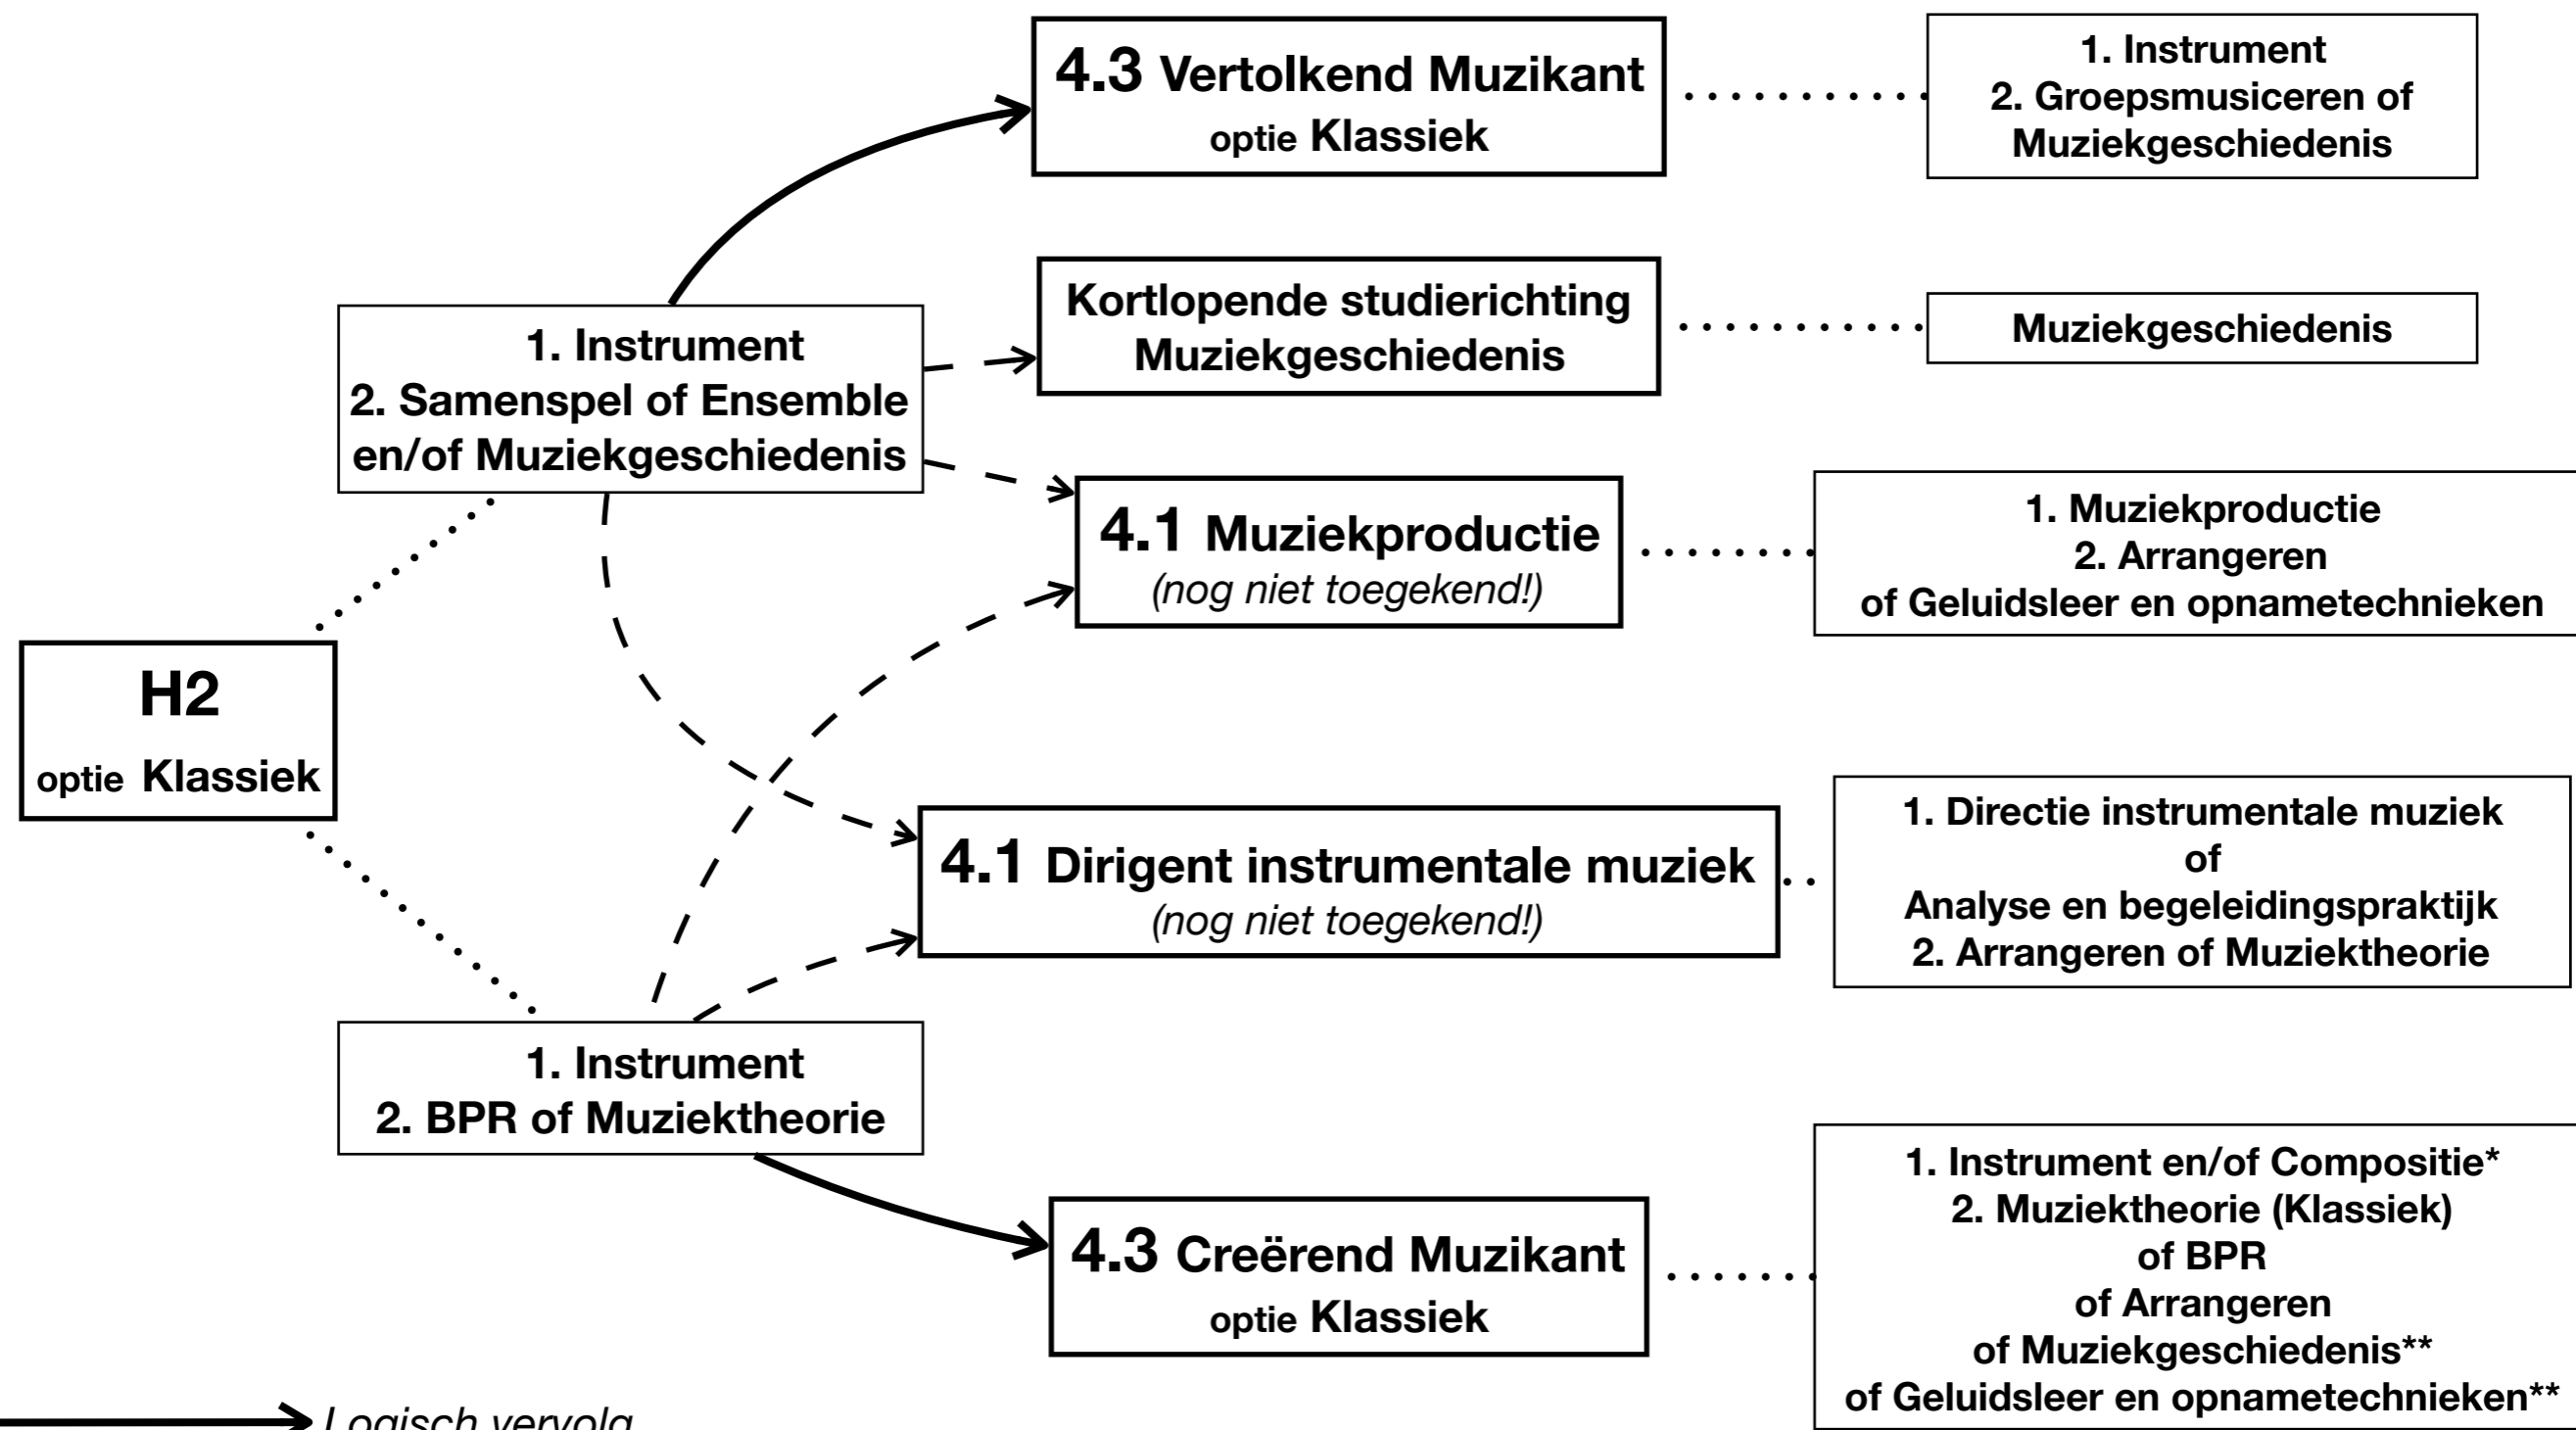 4.3 Vertolkend Muzikant
optie Klassiek
1. Instrument
2. Groepsmusiceren of
Muziekgeschiedenis
Kortlopende studierichting
Muziekgeschiedenis
Muziekgeschiedenis
1. Instrument
2. Samenspel of Ensemble
en/of Muziekgeschiedenis
4.1 Muziekproductie
(nog niet toegekend!)
1. Muziekproductie
2. Arrangeren
of Geluidsleer en opnametechnieken
H2
optie Klassiek
4.1 Dirigent instrumentale muziek
(nog niet toegekend!)
1. Directie instrumentale muziek
of
Analyse en begeleidingspraktijk
2. Arrangeren of Muziektheorie
1. Instrument
2. BPR of Muziektheorie
4.3 Creërend Muzikant
optie Klassiek
1. Instrument en/of Compositie*
2. Muziektheorie (Klassiek)
of BPR
of Arrangeren
of Muziekgeschiedenis**
of Geluidsleer en opnametechnieken**
Logisch vervolg